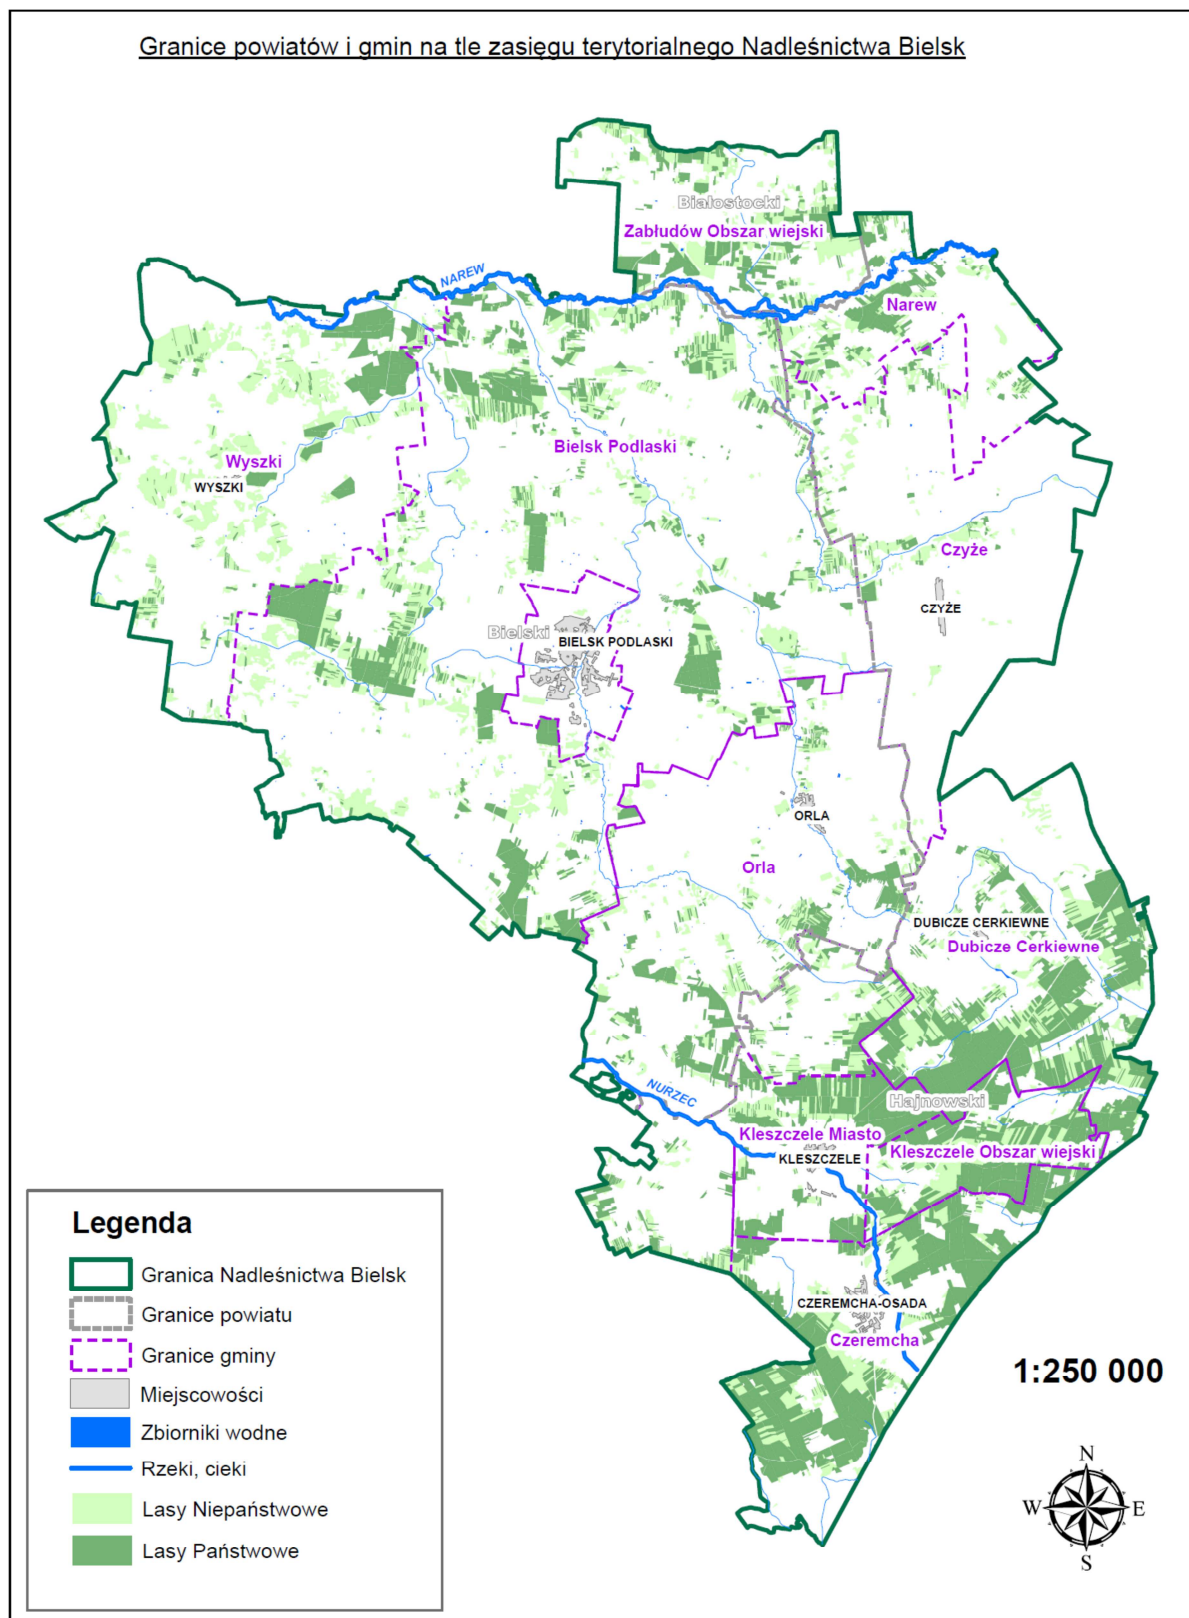 Granice powiatów i gmin na tle zasięgu terytorialnego Nadleśnictwa Bielsk
Białostocki
Zabłudów Obszar wiejski
NAREW
Narew
Bielsk Podlaski
Wyszki
WYSZKI
Czyże
CZYŻE
Bielski
BIELSK PODLASKI
ORLA
Orla
DUBICZE CERKIEWNE
Dubicze Cerkiewne
NURZEC
Hajnowski
Kleszczele Miasto
Kleszczele Obszar wiejski
KLESZCZELE
CZEREMCHA-OSADA
Czeremcha
1:250 000
Legenda
Granica Nadleśnictwa Bielsk
Granice powiatu
Granice gminy
Miejscowości
Zbiorniki wodne
Rzeki, cieki
Lasy Niepaństwowe
Lasy Państwowe
N
W
E
S